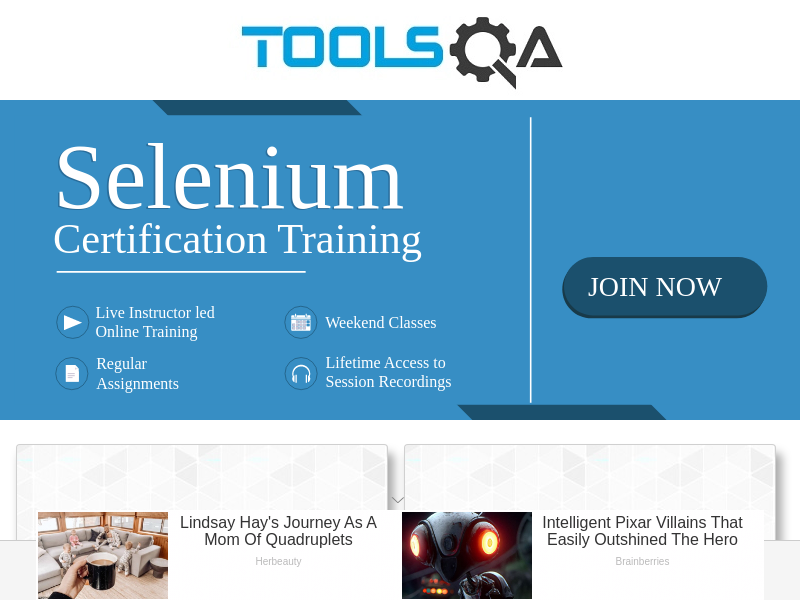 TOOLSQA
Selenium
Certification Training
Live Instructor led
Online Training
Weekend Classes
Regular
Assignments
Lifetime Access to
Session Recordings
JOIN NOW
Lindsay Hay's Journey As A
Mom Of Quadruplets
Herbeauty
Intelligent Pixar Villains That
Easily Outshined The Hero
Brainberries